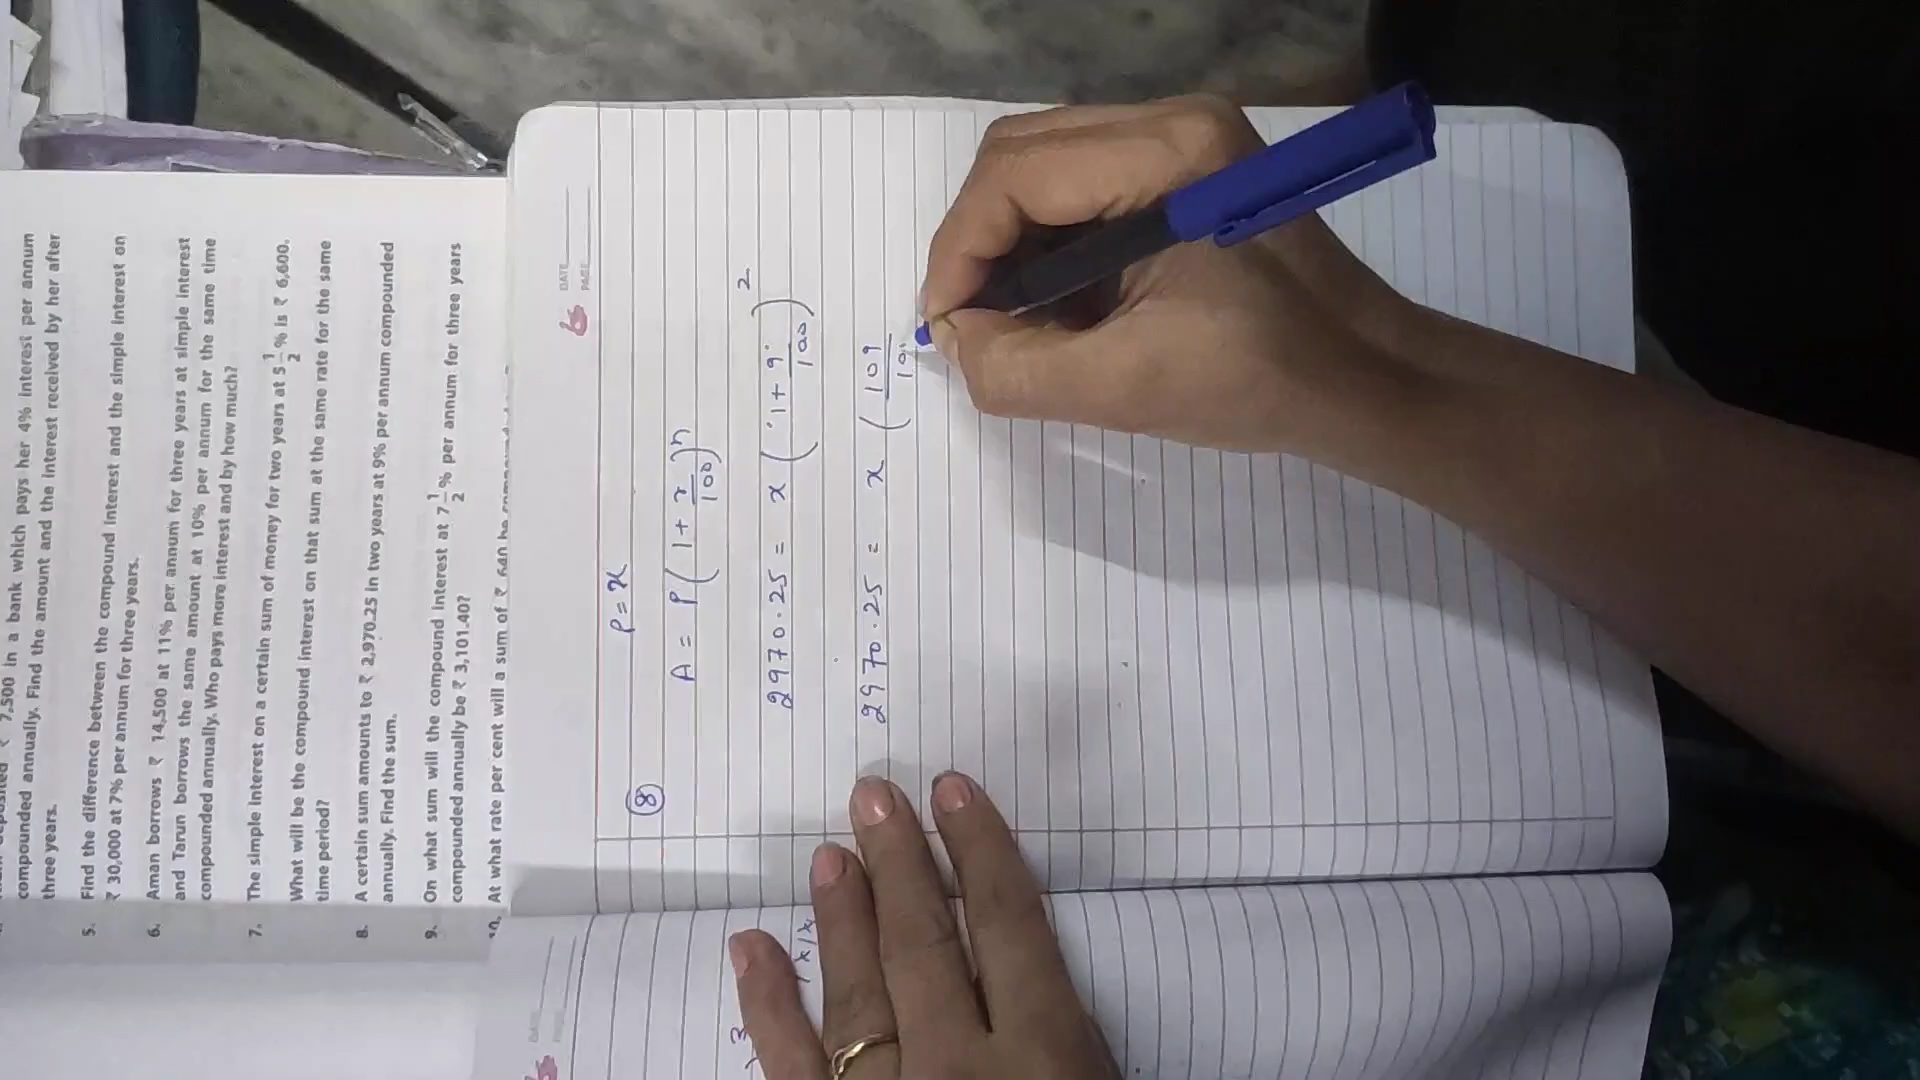 7,500 in a bank which pays her 4% interest per annum
compounded annually. Find the amount and the interest received by her after
three years.
5. Find the difference between the compound interest and the simple interest on
₹ 30,000 at 7% per annum for three years.
6. Aman borrows ₹ 14,500 at 11% per annum for three years at simple interest
and Tarun borrows the same amount at 10% per annum for the same time
compounded annually. Who pays more interest and by how much?
7. The simple interest on a certain sum of money for two years at 5 1/2 % is ₹ 6,600.
What will be the compound interest on that sum at the same rate for the same
time period?
8. A certain sum amounts to ₹ 2,970.25 in two years at 9% per annum compounded
annually. Find the sum.
9. On what sum will the compound interest at 7 1/2 % per annum for three years
compounded annually be ₹ 3,101.40?
10. At what rate per cent will a sum of ₹ 640 be
DATE
PAGE
8 P = x
A = P(1 + r/100)^n
2970.25 = x (1 + 9/100)^2
2970.25 = x (109/10
DATE
PAGE
3